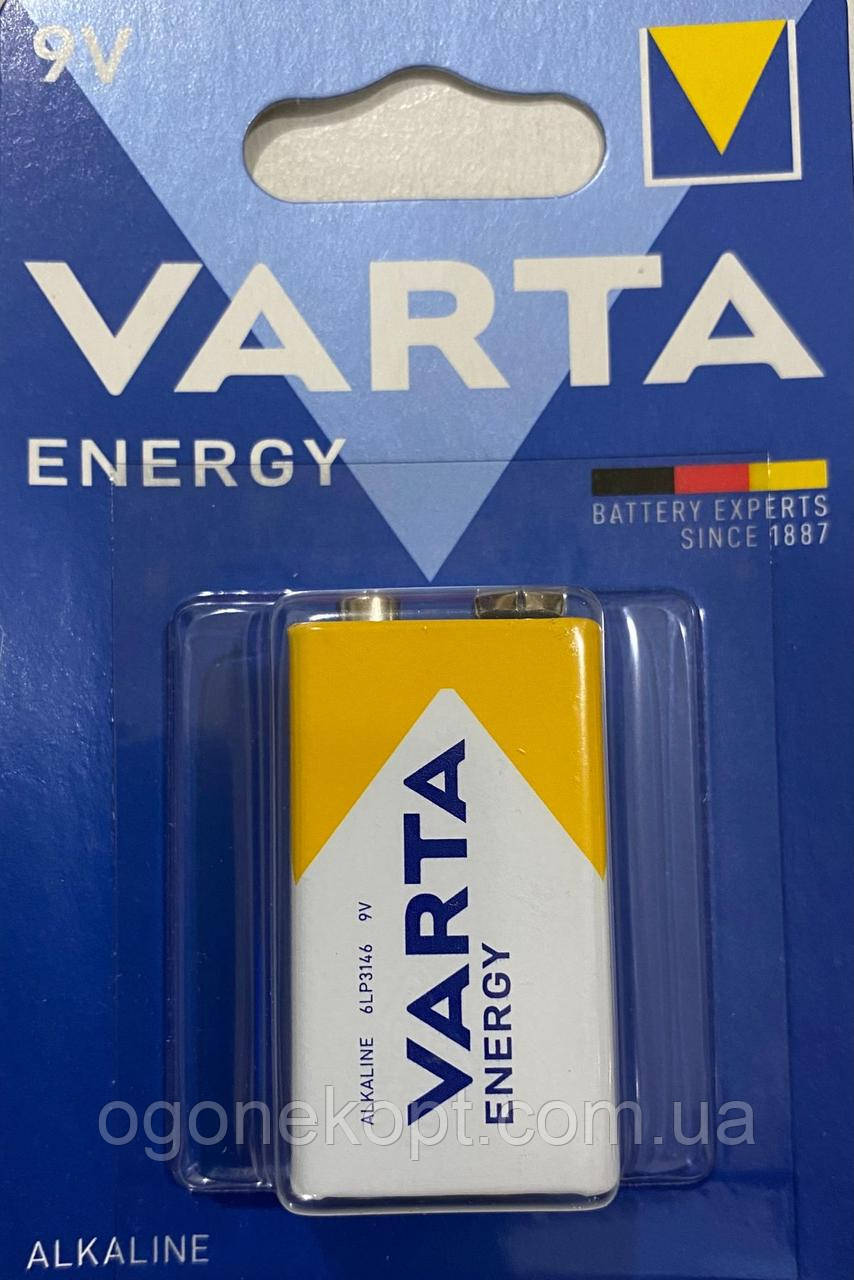 9V
VARTA
ENERGY
BATTERY EXPERTS
SINCE 1887
VARTA
ENERGY
ALKALINE 6LP3146 9V
ogonekopt.com.ua
ALKALINE